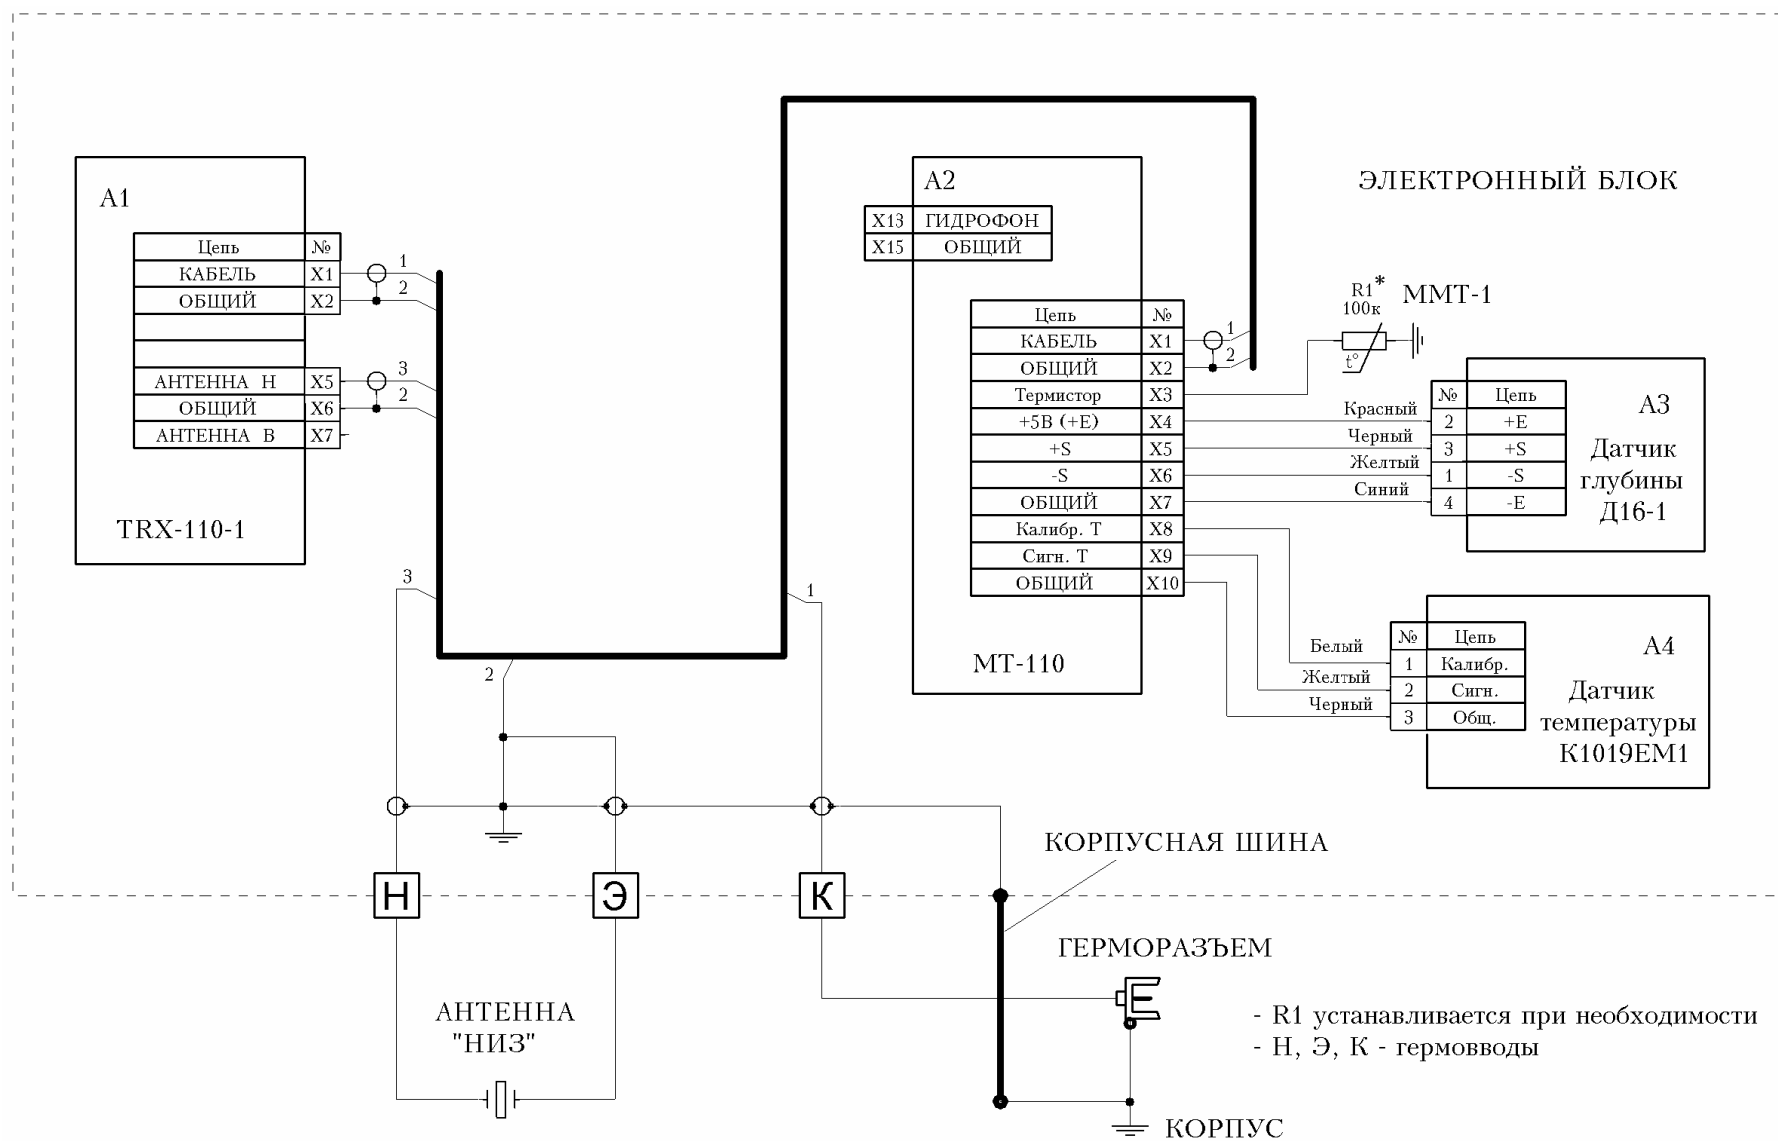 ЭЛЕКТРОННЫЙ БЛОК
А1
Цепь №
КАБЕЛЬ X1
ОБЩИЙ X2
АНТЕННА Н X5
ОБЩИЙ X6
АНТЕННА В X7
TRX-110-1
1
2
3
2
3
2
1
А2
X13 ГИДРОФОН
X15 ОБЩИЙ
Цепь №
КАБЕЛЬ X1
ОБЩИЙ X2
Термистор X3
+5В (+Е) X4
+S X5
-S X6
ОБЩИЙ X7
Калибр. Т X8
Сигн. Т X9
ОБЩИЙ X10
МТ-110
1
2
R1*
100к
t°
ММТ-1
Красный
Черный
Желтый
Синий
№ Цепь
2 +Е
3 +S
1 -S
4 -Е
А3
Датчик
глубины
Д16-1
Белый
Желтый
Черный
№ Цепь
1 Калибр.
2 Сигн.
3 Общ.
А4
Датчик
температуры
К1019ЕМ1
КОРПУСНАЯ ШИНА
Н Э К
ГЕРМОРАЗЪЕМ
АНТЕННА
"НИЗ"
- R1 устанавливается при необходимости
- Н, Э, К - гермовводы
КОРПУС